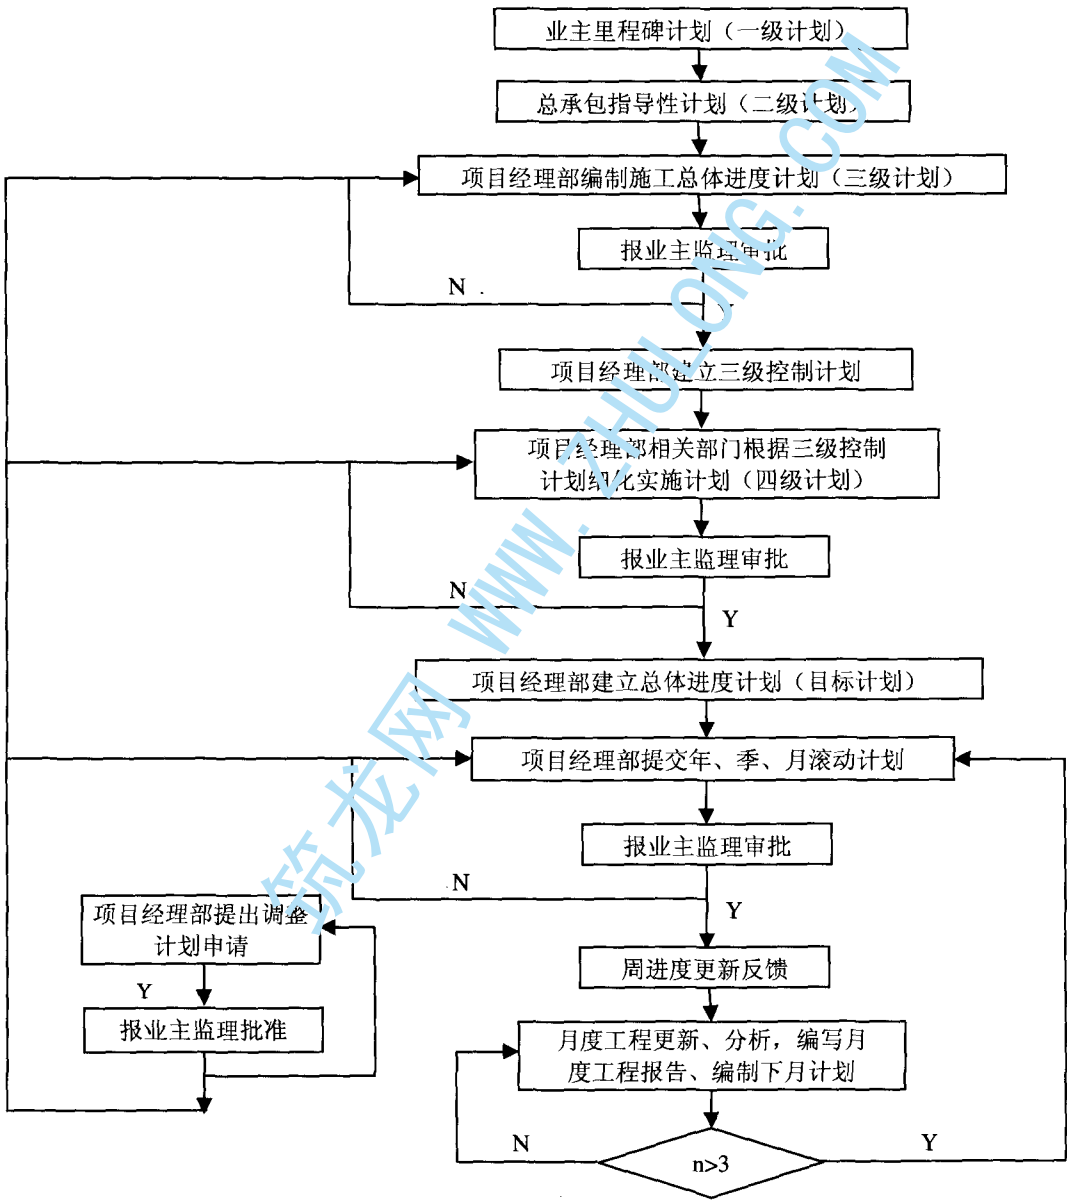 业主里程碑计划（一级计划）
总承包指导性计划（二级计划）
项目经理部编制施工总体进度计划（三级计划）
报业主监理审批
N
Y
项目经理部建立三级控制计划
项目经理部相关部门根据三级控制
计划细化实施计划（四级计划）
报业主监理审批
N
Y
项目经理部建立总体进度计划（目标计划）
项目经理部提交年、季、月滚动计划
报业主监理审批
N
Y
项目经理部提出调整
计划申请
Y
报业主监理批准
周进度更新反馈
月度工程更新、分析，编写月
度工程报告、编制下月计划
N
n>3
Y
筑龙网 WWW.ZHULONG.COM